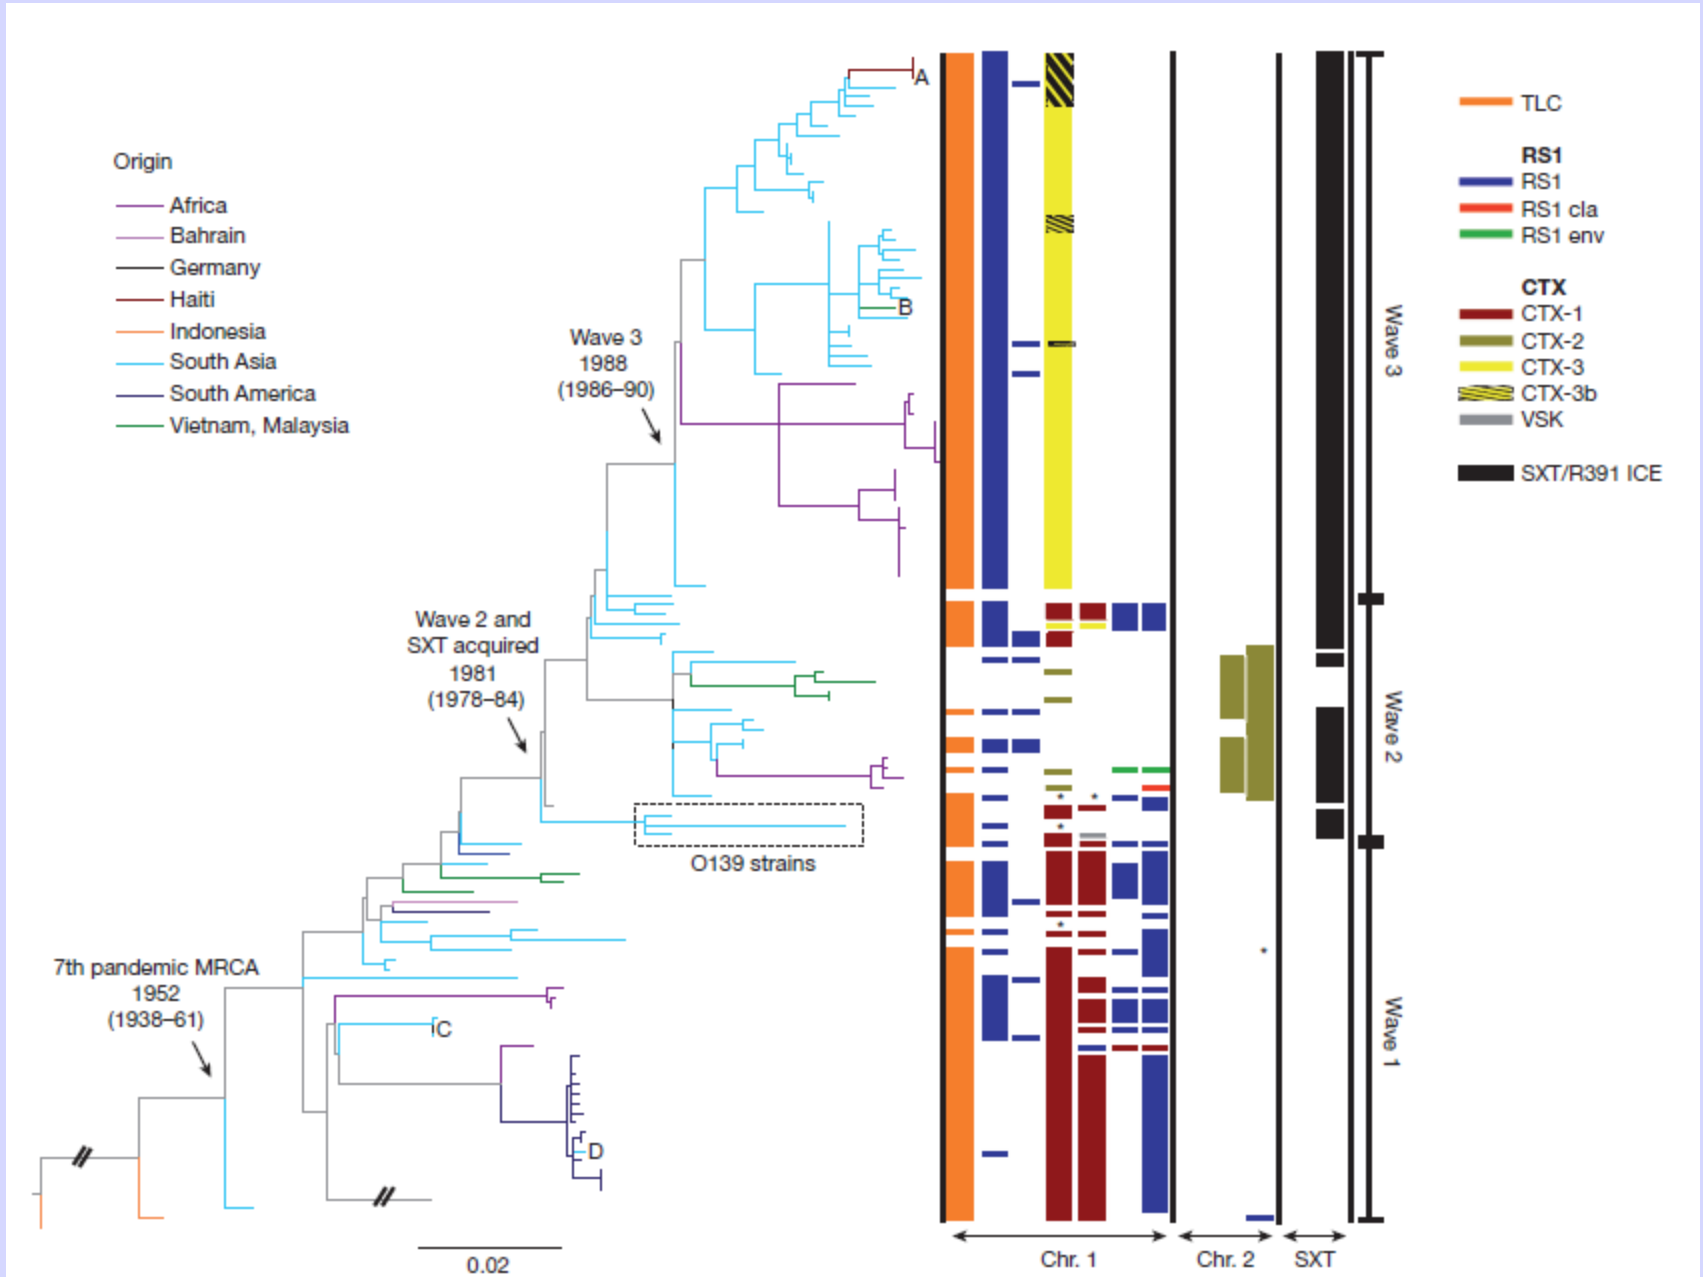 Origin
Africa
Bahrain
Germany
Haiti
Indonesia
South Asia
South America
Vietnam, Malaysia
A
B
Wave 3
1988
(1986–90)
Wave 2 and
SXT acquired
1981
(1978–84)
O139 strains
7th pandemic MRCA
1952
(1938–61)
C
D
0.02
*
*
*
*
*
Chr. 1
Chr. 2
SXT
Wave 3
Wave 2
Wave 1
TLC
RS1
RS1
RS1 cla
RS1 env
CTX
CTX-1
CTX-2
CTX-3
CTX-3b
VSK
SXT/R391 ICE